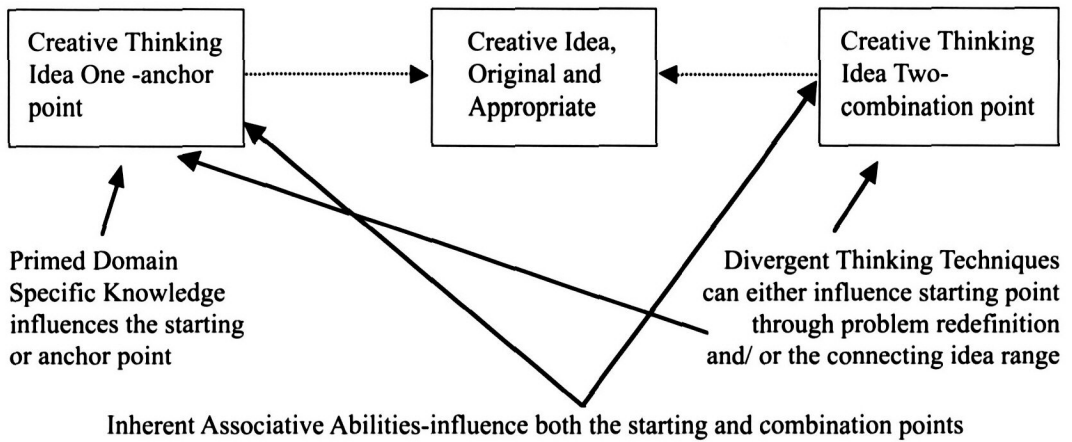 Creative Thinking
Idea One -anchor
point
Creative Idea,
Original and
Appropriate
Creative Thinking
Idea Two-
combination point
Primed Domain
Specific Knowledge
influences the starting
or anchor point
Divergent Thinking Techniques
can either influence starting point
through problem redefinition
and/ or the connecting idea range
Inherent Associative Abilities-influence both the starting and combination points